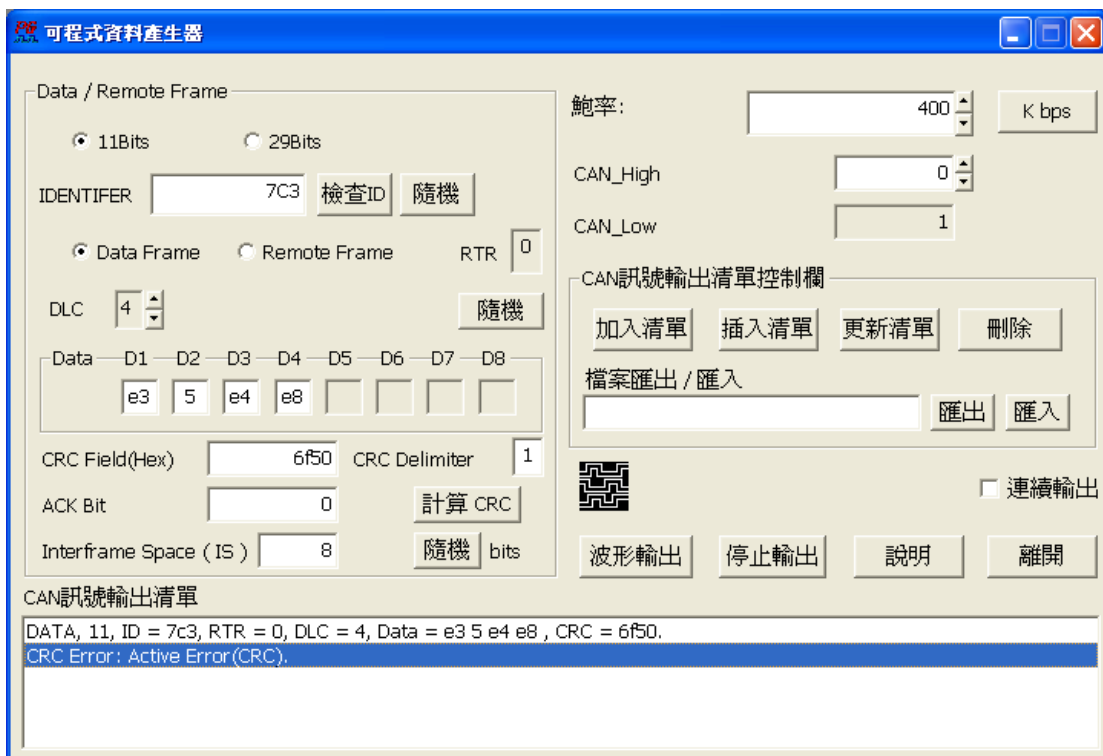 可程式資料產生器
Data / Remote Frame
11Bits 29Bits
IDENTIFER 7C3 檢查ID 隨機
Data Frame Remote Frame RTR 0
DLC 4 隨機
Data D1 D2 D3 D4 D5 D6 D7 D8
e3 5 e4 e8
CRC Field(Hex) 6f50 CRC Delimiter 1
ACK Bit 0 計算 CRC
Interframe Space ( IS ) 8 隨機 bits
鮑率: 400 K bps
CAN_High 0
CAN_Low 1
CAN訊號輸出清單控制欄
加入清單 插入清單 更新清單 刪除
檔案匯出 / 匯入
匯出 匯入
連續輸出
波形輸出 停止輸出 說明 離開
CAN訊號輸出清單
DATA, 11, ID = 7c3, RTR = 0, DLC = 4, Data = e3 5 e4 e8 , CRC = 6f50.
CRC Error: Active Error(CRC).